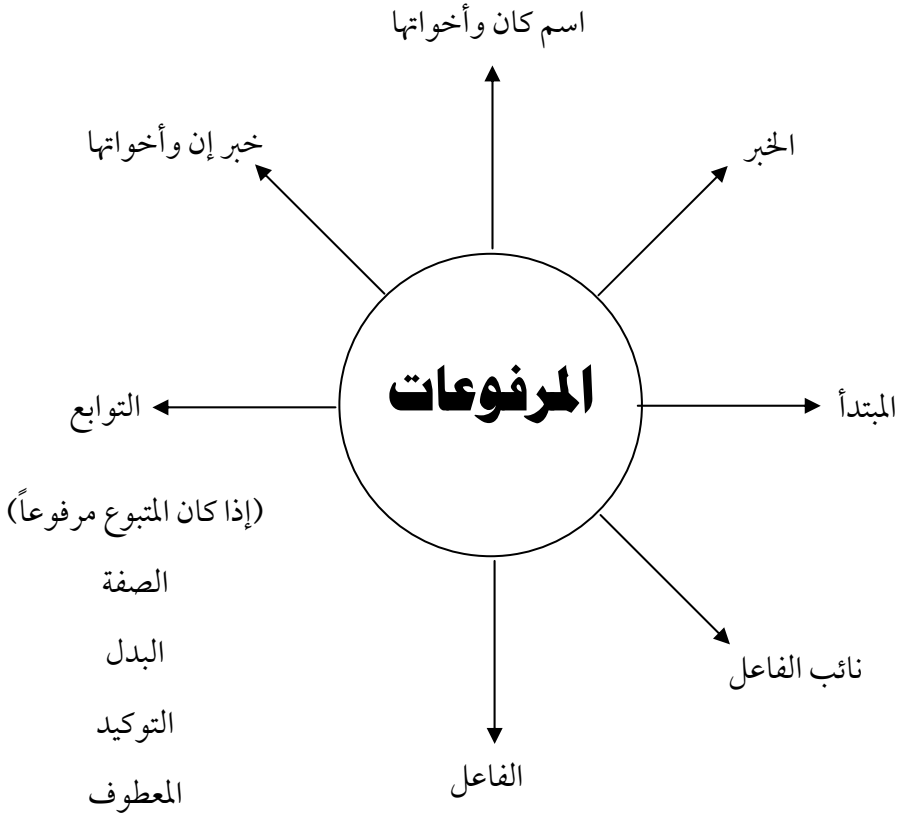 اسم كان وأخواتها
خبر إن وأخواتها
الخبر
المرفوعات
المبتدأ
التوابع
(إذا كان المتبوع مرفوعاً)
الصفة
البدل
التوكيد
المعطوف
نائب الفاعل
الفاعل